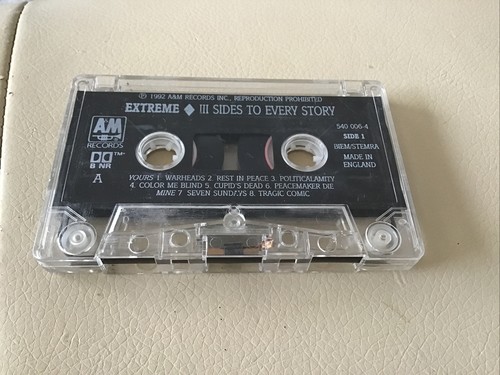 ℗ 1992 A&M RECORDS INC., REPRODUCTION PROHIBITED
EXTREME ◆ III SIDES TO EVERY STORY
540 006-4
A&M
RECORDS
SIDE 1
BIEM/STEMRA
DD ™
B NR
MADE IN
ENGLAND
A
YOURS 1. WARHEADS 2. REST IN PEACE 3. POLITICALAMITY
4. COLOR ME BLIND 5. CUPID'S DEAD 6. PEACEMAKER DIE
MINE 7. SEVEN SUNDAYS 8. TRAGIC COMIC